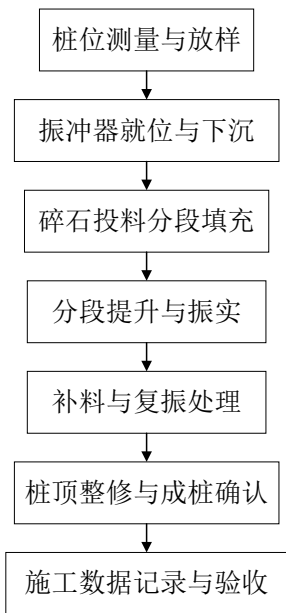 桩位测量与放样
振冲器就位与下沉
碎石投料分段填充
分段提升与振实
补料与复振处理
桩顶整修与成桩确认
施工数据记录与验收